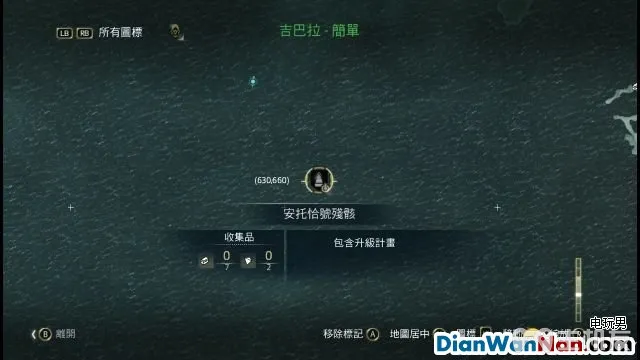 LB RB 所有圖標
吉巴拉 - 簡單
(630,660)
安托恰號殘骸
收集品
包含升級計畫
0 0
7 2
B 離開
移除標記 A 地圖居中 圖標
电玩男
DianWanNan.com